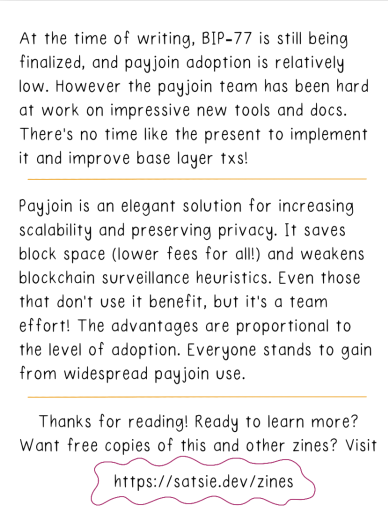 At the time of writing, BIP-77 is still being
finalized, and payjoin adoption is relatively
low. However the payjoin team has been hard
at work on impressive new tools and docs.
There's no time like the present to implement
it and improve base layer txs!
Payjoin is an elegant solution for increasing
scalability and preserving privacy. It saves
block space (lower fees for all!) and weakens
blockchain surveillance heuristics. Even those
that don't use it benefit, but it's a team
effort! The advantages are proportional to
the level of adoption. Everyone stands to gain
from widespread payjoin use.
Thanks for reading! Ready to learn more?
Want free copies of this and other zines? Visit
https://satsie.dev/zines